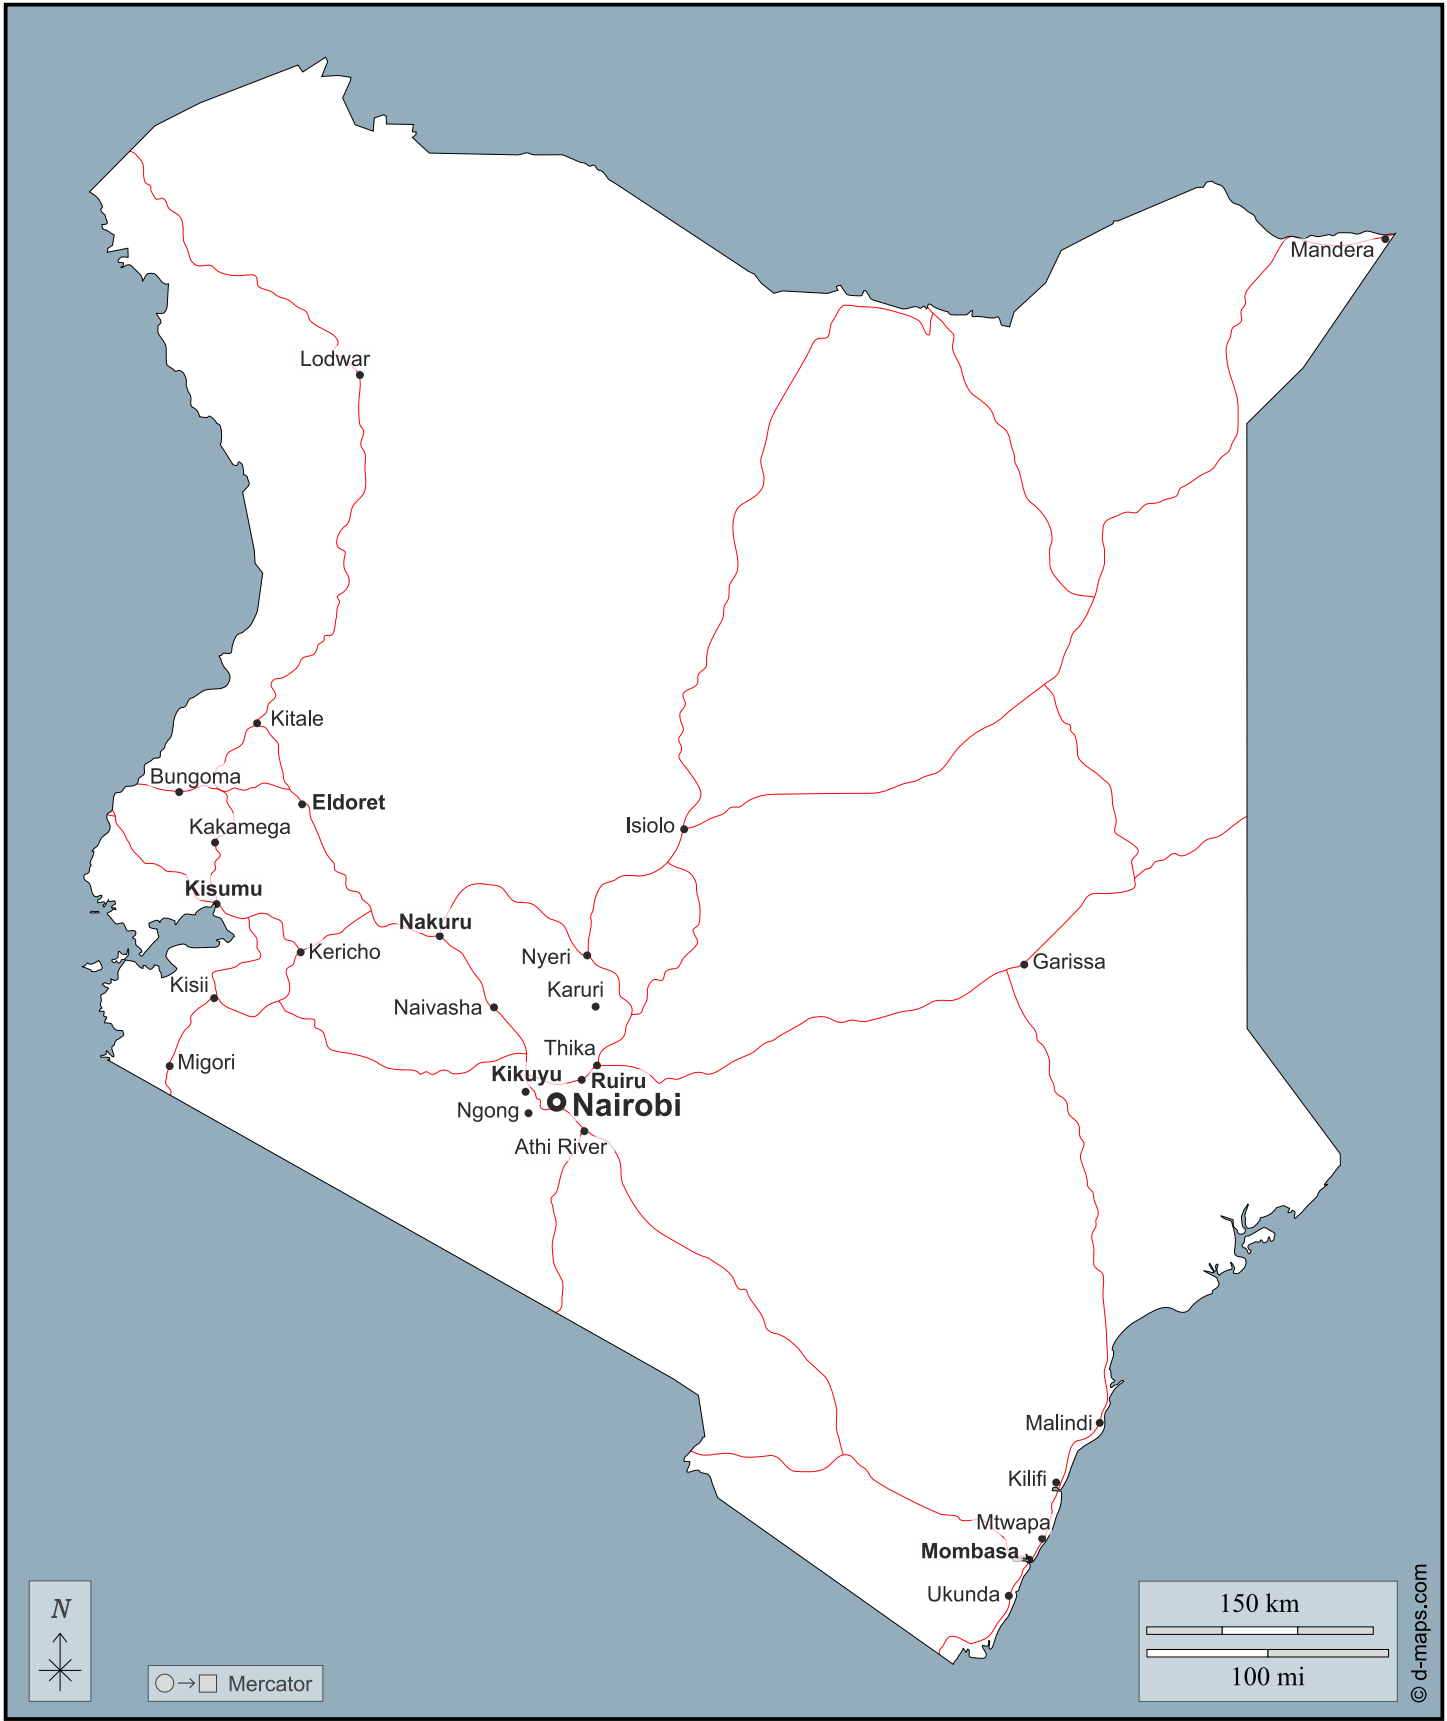 Mandera
Lodwar
Kitale
Bungoma
Eldoret
Kakamega
Isiolo
Kisumu
Nakuru
Kericho
Nyeri
Garissa
Kisii
Karuri
Naivasha
Thika
Migori
Kikuyu
Ruiru
Nairobi
Ngong
Athi River
Malindi
Kilifi
Mtwapa
Mombasa
Ukunda
N
Mercator
150 km
100 mi
© d-maps.com